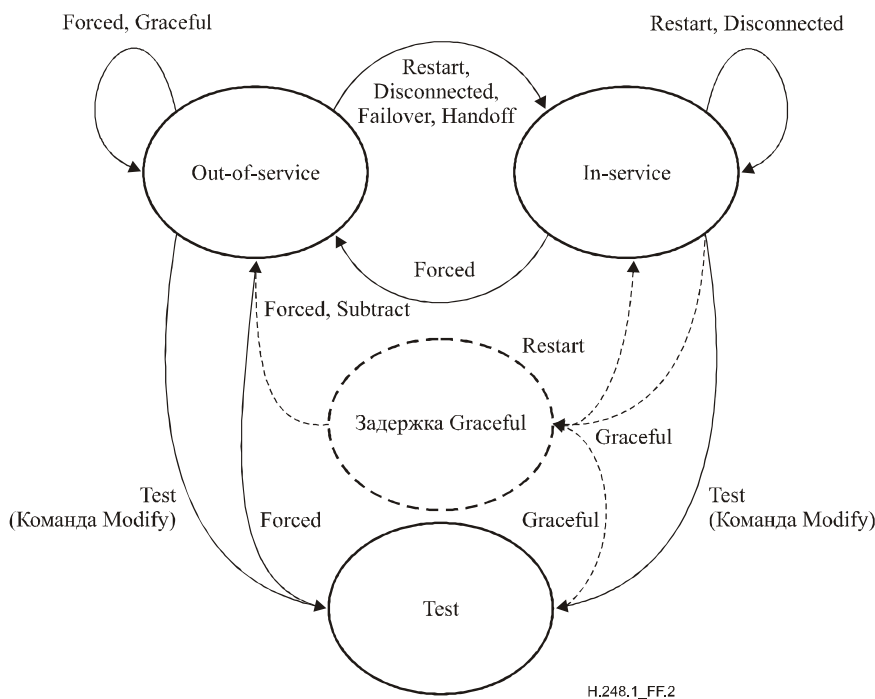 Forced, Graceful
Restart, Disconnected
Restart,
Disconnected,
Failover, Handoff
Out-of-service
In-service
Forced
Forced, Subtract
Restart
Задержка Graceful
Graceful
Test
(Команда Modify)
Forced
Graceful
Test
(Команда Modify)
Test
H.248.1_FF.2